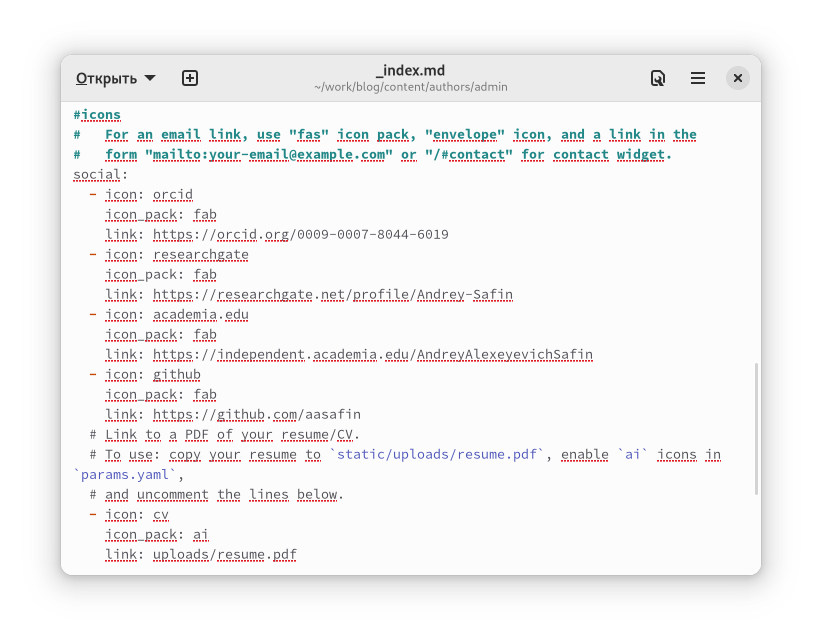 Открыть
_index.md
~/work/blog/content/authors/admin
#icons
#   For an email link, use "fas" icon pack, "envelope" icon, and a link in the
#   form "mailto:your-email@example.com" or "/#contact" for contact widget.
social:
  - icon: orcid
    icon_pack: fab
    link: https://orcid.org/0009-0007-8044-6019
  - icon: researchgate
    icon_pack: fab
    link: https://researchgate.net/profile/Andrey-Safin
  - icon: academia.edu
    icon_pack: fab
    link: https://independent.academia.edu/AndreyAlexeyevichSafin
  - icon: github
    icon_pack: fab
    link: https://github.com/aasafin
  # Link to a PDF of your resume/CV.
  # To use: copy your resume to `static/uploads/resume.pdf`, enable `ai` icons in
`params.yaml`,
  # and uncomment the lines below.
  - icon: cv
    icon_pack: ai
    link: uploads/resume.pdf